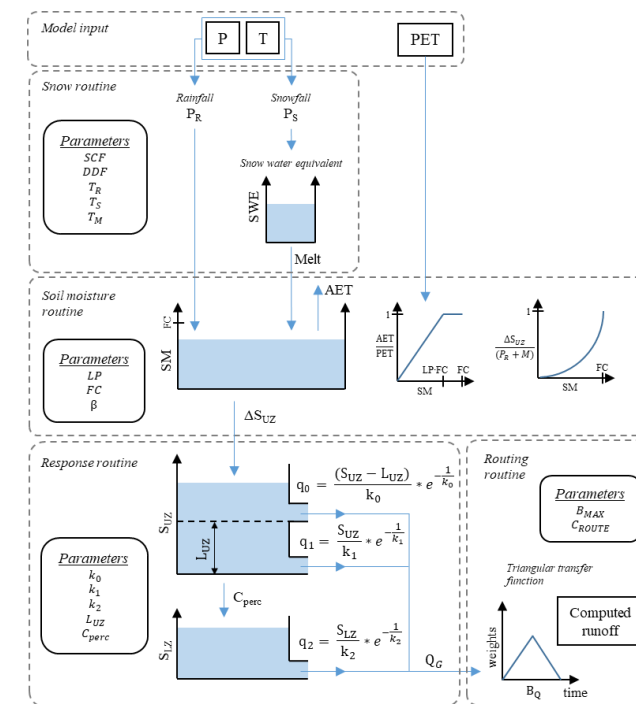 Model input
P
T
PET
Snow routine
Rainfall
P_R
Snowfall
P_S
Parameters
SCF
DDF
T_R
T_S
T_M
Snow water equivalent
SWE
Melt
Soil moisture
routine
AET
FC
SM
Parameters
LP
FC
β
1
AET
PET
LP·FC FC
SM
1
ΔS_UZ
(P_R + M)
FC
SM
ΔS_UZ
Response routine
S_UZ
L_UZ
q_0 = (S_UZ − L_UZ)/k_0 * e^(-1/k_0)
q_1 = S_UZ/k_1 * e^(-1/k_1)
Parameters
k_0
k_1
k_2
L_UZ
C_perc
C_perc
S_LZ
q_2 = S_LZ/k_2 * e^(-1/k_2)
Q_G
Routing
routine
Parameters
B_MAX
C_ROUTE
Triangular transfer
function
Computed
runoff
weights
B_Q
time